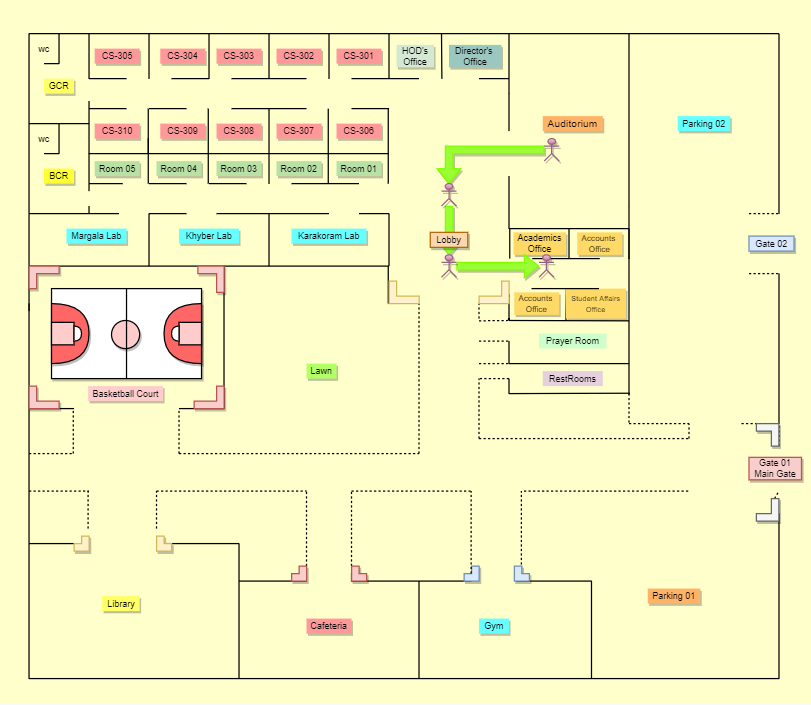 wc
CS-305
CS-304
CS-303
CS-302
CS-301
HOD's
Office
Director's
Office
GCR
CS-310
CS-309
CS-308
CS-307
CS-306
Auditorium
Parking 02
wc
BCR
Room 05
Room 04
Room 03
Room 02
Room 01
Margala Lab
Khyber Lab
Karakoram Lab
Lobby
Academics
Office
Accounts
Office
Gate 02
Accounts
Office
Student Affairs
Office
Prayer Room
RestRooms
Lawn
Basketball Court
Gate 01
Main Gate
Library
Cafeteria
Gym
Parking 01